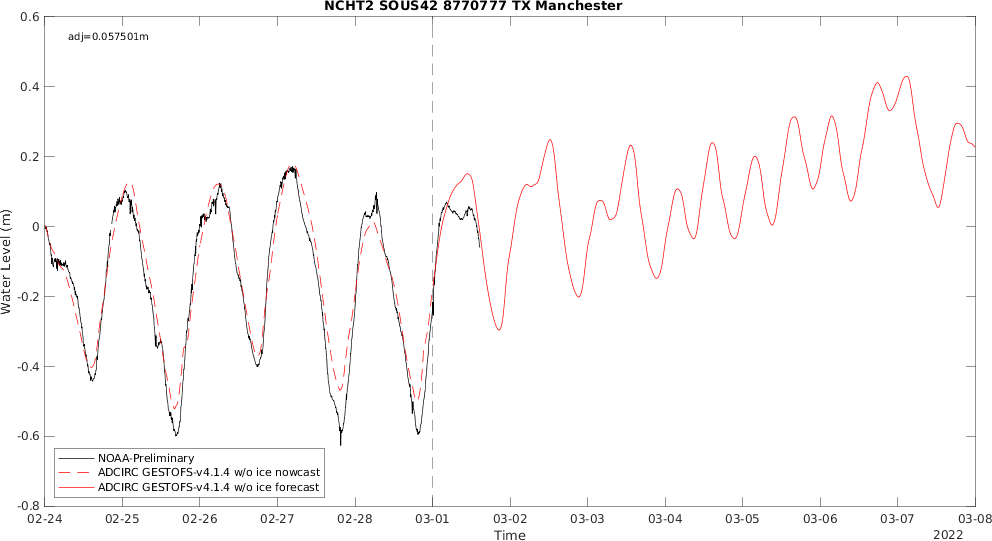 NCHT2 SOUS42 8770777 TX Manchester
adj=0.057501m
0.6
0.4
0.2
0
-0.2
-0.4
-0.6
-0.8
Water Level (m)
NOAA-Preliminary
ADCIRC GESTOFS-v4.1.4 w/o ice nowcast
ADCIRC GESTOFS-v4.1.4 w/o ice forecast
02-24 02-25 02-26 02-27 02-28 03-01 03-02 03-03 03-04 03-05 03-06 03-07 03-08
Time
2022